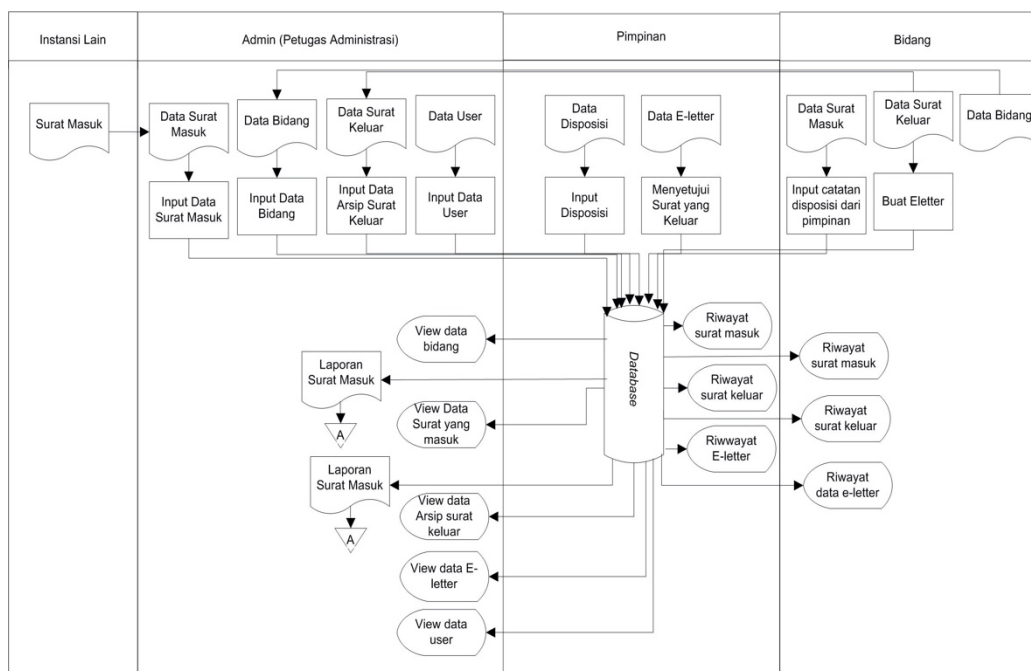 Instansi Lain
Admin (Petugas Administrasi)
Pimpinan
Bidang
Surat Masuk
Data Surat
Masuk
Data Bidang
Data Surat
Keluar
Data User
Data
Disposisi
Data E-letter
Data Surat
Masuk
Data Surat
Keluar
Data Bidang
Input Data
Surat Masuk
Input Data
Bidang
Input Data
Arsip Surat
Keluar
Input Data
User
Input
Disposisi
Menyetujui
Surat yang
Keluar
Input catatan
disposisi dari
pimpinan
Buat Eletter
Database
View data
bidang
Laporan
Surat Masuk
A
View Data
Surat yang
masuk
Laporan
Surat Masuk
A
View data
Arsip surat
keluar
View data E-
letter
View data
user
Riwayat
surat masuk
Riwayat
surat keluar
Riwwayat
E-letter
Riwayat
surat masuk
Riwayat
surat keluar
Riwayat
data e-letter